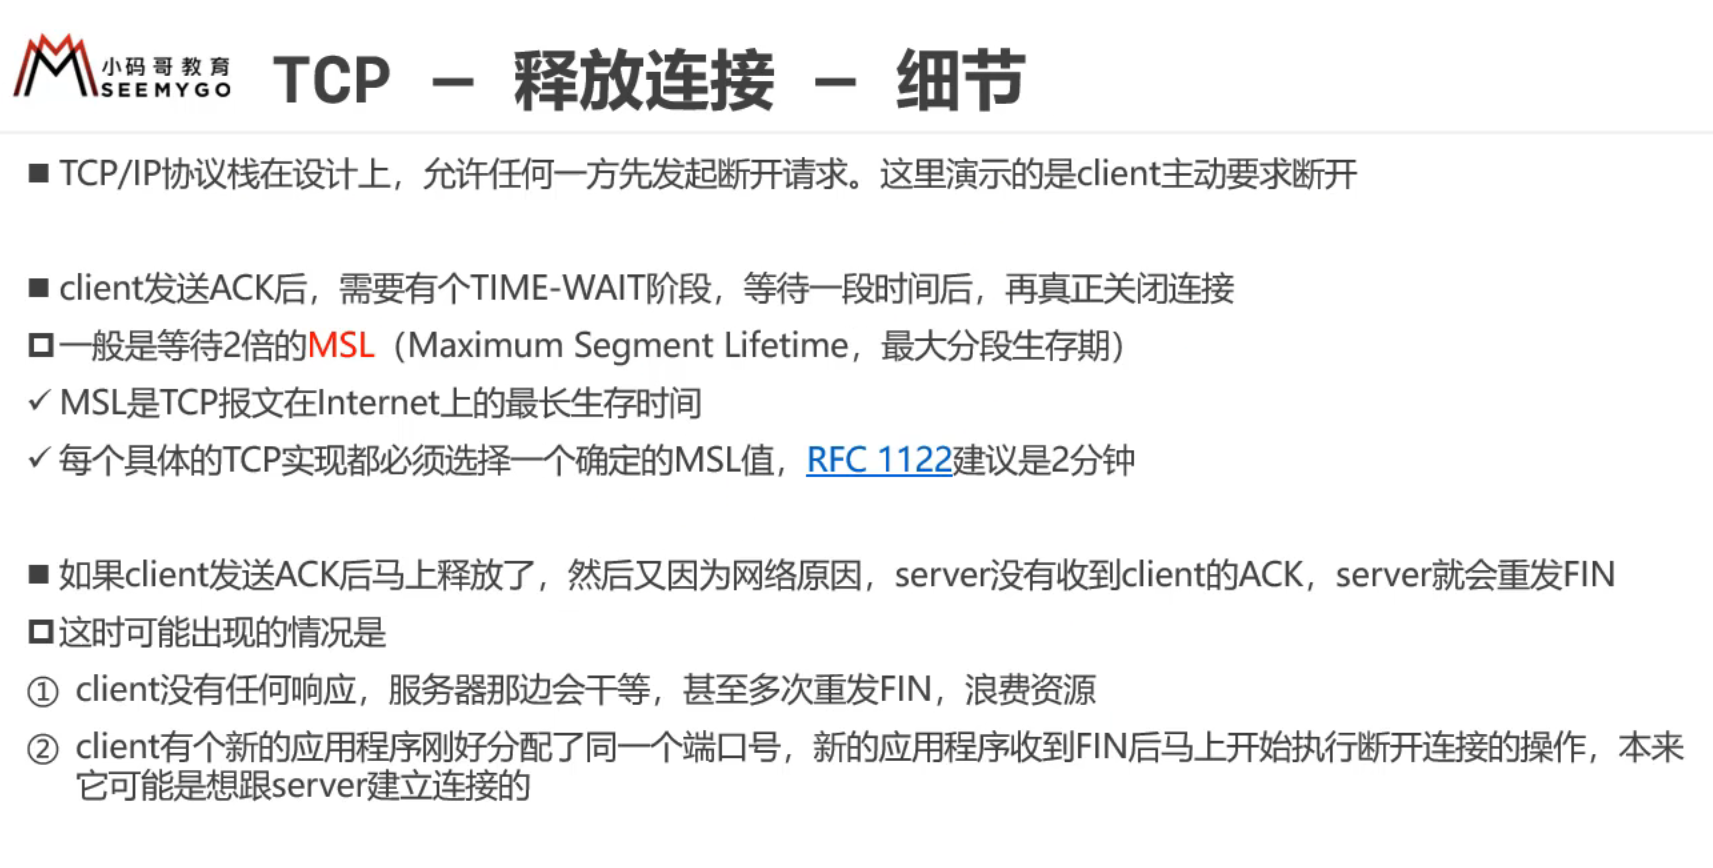 小码哥教育
SEEMYGO
TCP – 释放连接 – 细节
■ TCP/IP协议栈在设计上，允许任何一方先发起断开请求。这里演示的是client主动要求断开
■ client发送ACK后，需要有个TIME-WAIT阶段，等待一段时间后，再真正关闭连接
一般是等待2倍的MSL（Maximum Segment Lifetime，最大分段生存期）
✓ MSL是TCP报文在Internet上的最长生存时间
✓ 每个具体的TCP实现都必须选择一个确定的MSL值，RFC 1122建议是2分钟
■ 如果client发送ACK后马上释放了，然后又因为网络原因，server没有收到client的ACK，server就会重发FIN
这时可能出现的情况是
① client没有任何响应，服务器那边会干等，甚至多次重发FIN，浪费资源
② client有个新的应用程序刚好分配了同一个端口号，新的应用程序收到FIN后马上开始执行断开连接的操作，本来
它可能是想跟server建立连接的